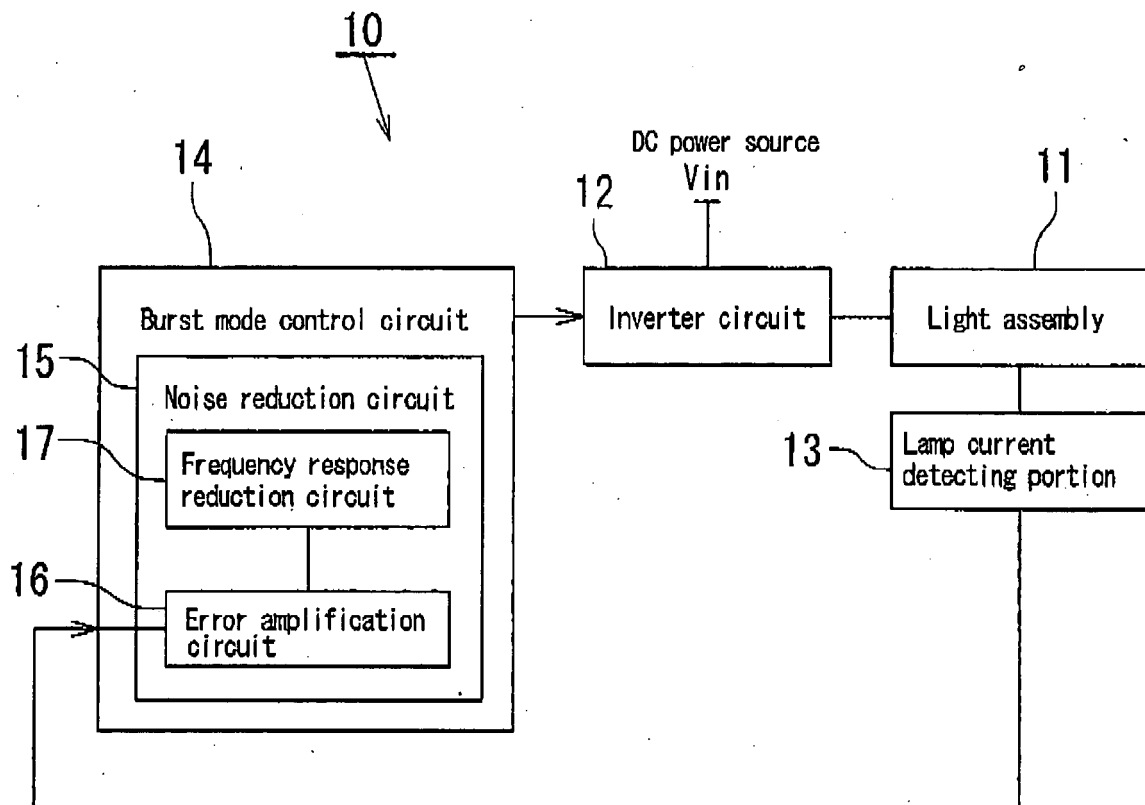 10
DC power source
Vin
14
12
11
Burst mode control circuit
Inverter circuit
Light assembly
15
Noise reduction circuit
17
Frequency response
reduction circuit
13
Lamp current
detecting portion
16
Error amplification
circuit